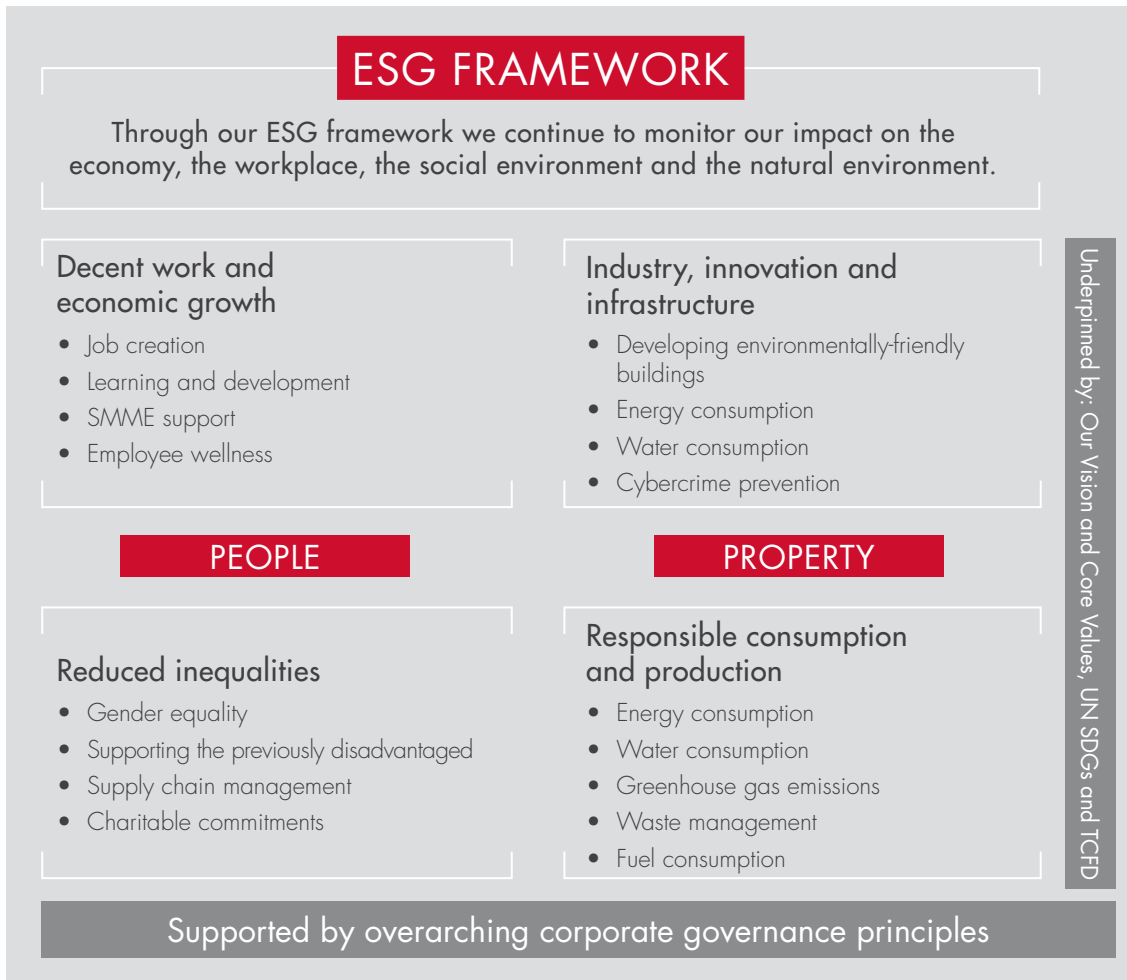 ESG FRAMEWORK
Through our ESG framework we continue to monitor our impact on the
economy, the workplace, the social environment and the natural environment.
Decent work and
economic growth
• Job creation
• Learning and development
• SMME support
• Employee wellness
Industry, innovation and
infrastructure
• Developing environmentally-friendly
buildings
• Energy consumption
• Water consumption
• Cybercrime prevention
PEOPLE
PROPERTY
Reduced inequalities
• Gender equality
• Supporting the previously disadvantaged
• Supply chain management
• Charitable commitments
Responsible consumption
and production
• Energy consumption
• Water consumption
• Greenhouse gas emissions
• Waste management
• Fuel consumption
Underpinned by: Our Vision and Core Values, UN SDGs and TCFD
Supported by overarching corporate governance principles